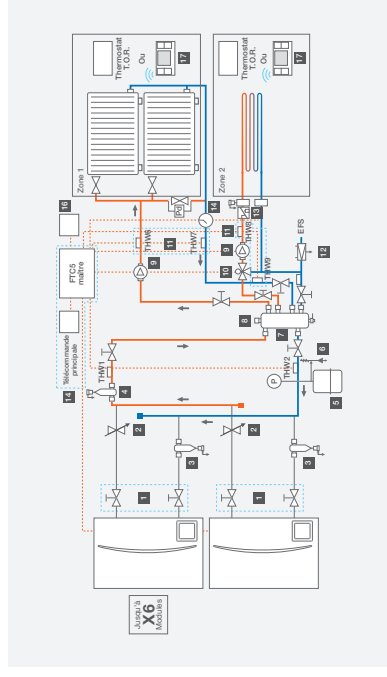 Zone 1
Thermostat
T.O.R.
Ou
17
Zone 2
Thermostat
T.O.R.
Ou
17
16
FTC5
maître
Télécommande
principale
14
Pd
14
THW6
11
THW7
11
THW8
13
9
9
10
THW9
EFS
12
8
7
6
THW1
4
THW2
P
5
2
3
2
3
1
1
Jusqu'à
X6
Modules